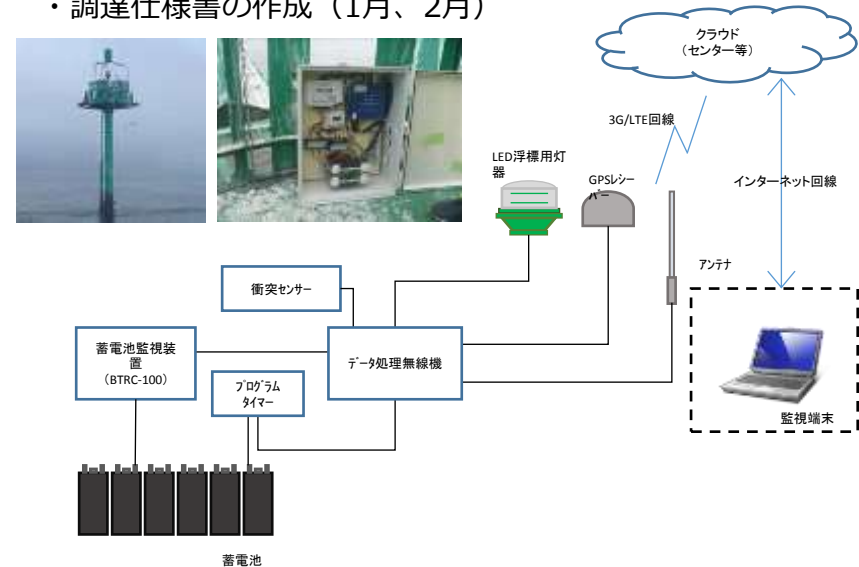 ・調達仕様書の作成（1月、2月）
クラウド
（センター等）
3G/LTE回線
LED浮標用灯
器
GPSﾚｼｰ
ﾊﾞｰ
インターネット回線
ｱﾝﾃﾅ
衝突ｾﾝｻｰ
蓄電池監視装
置
（BTRC-100）
ﾌﾟﾛｸﾞﾗﾑ
ﾀｲﾏｰ
ﾃﾞｰﾀ処理無線機
監視端末
蓄電池